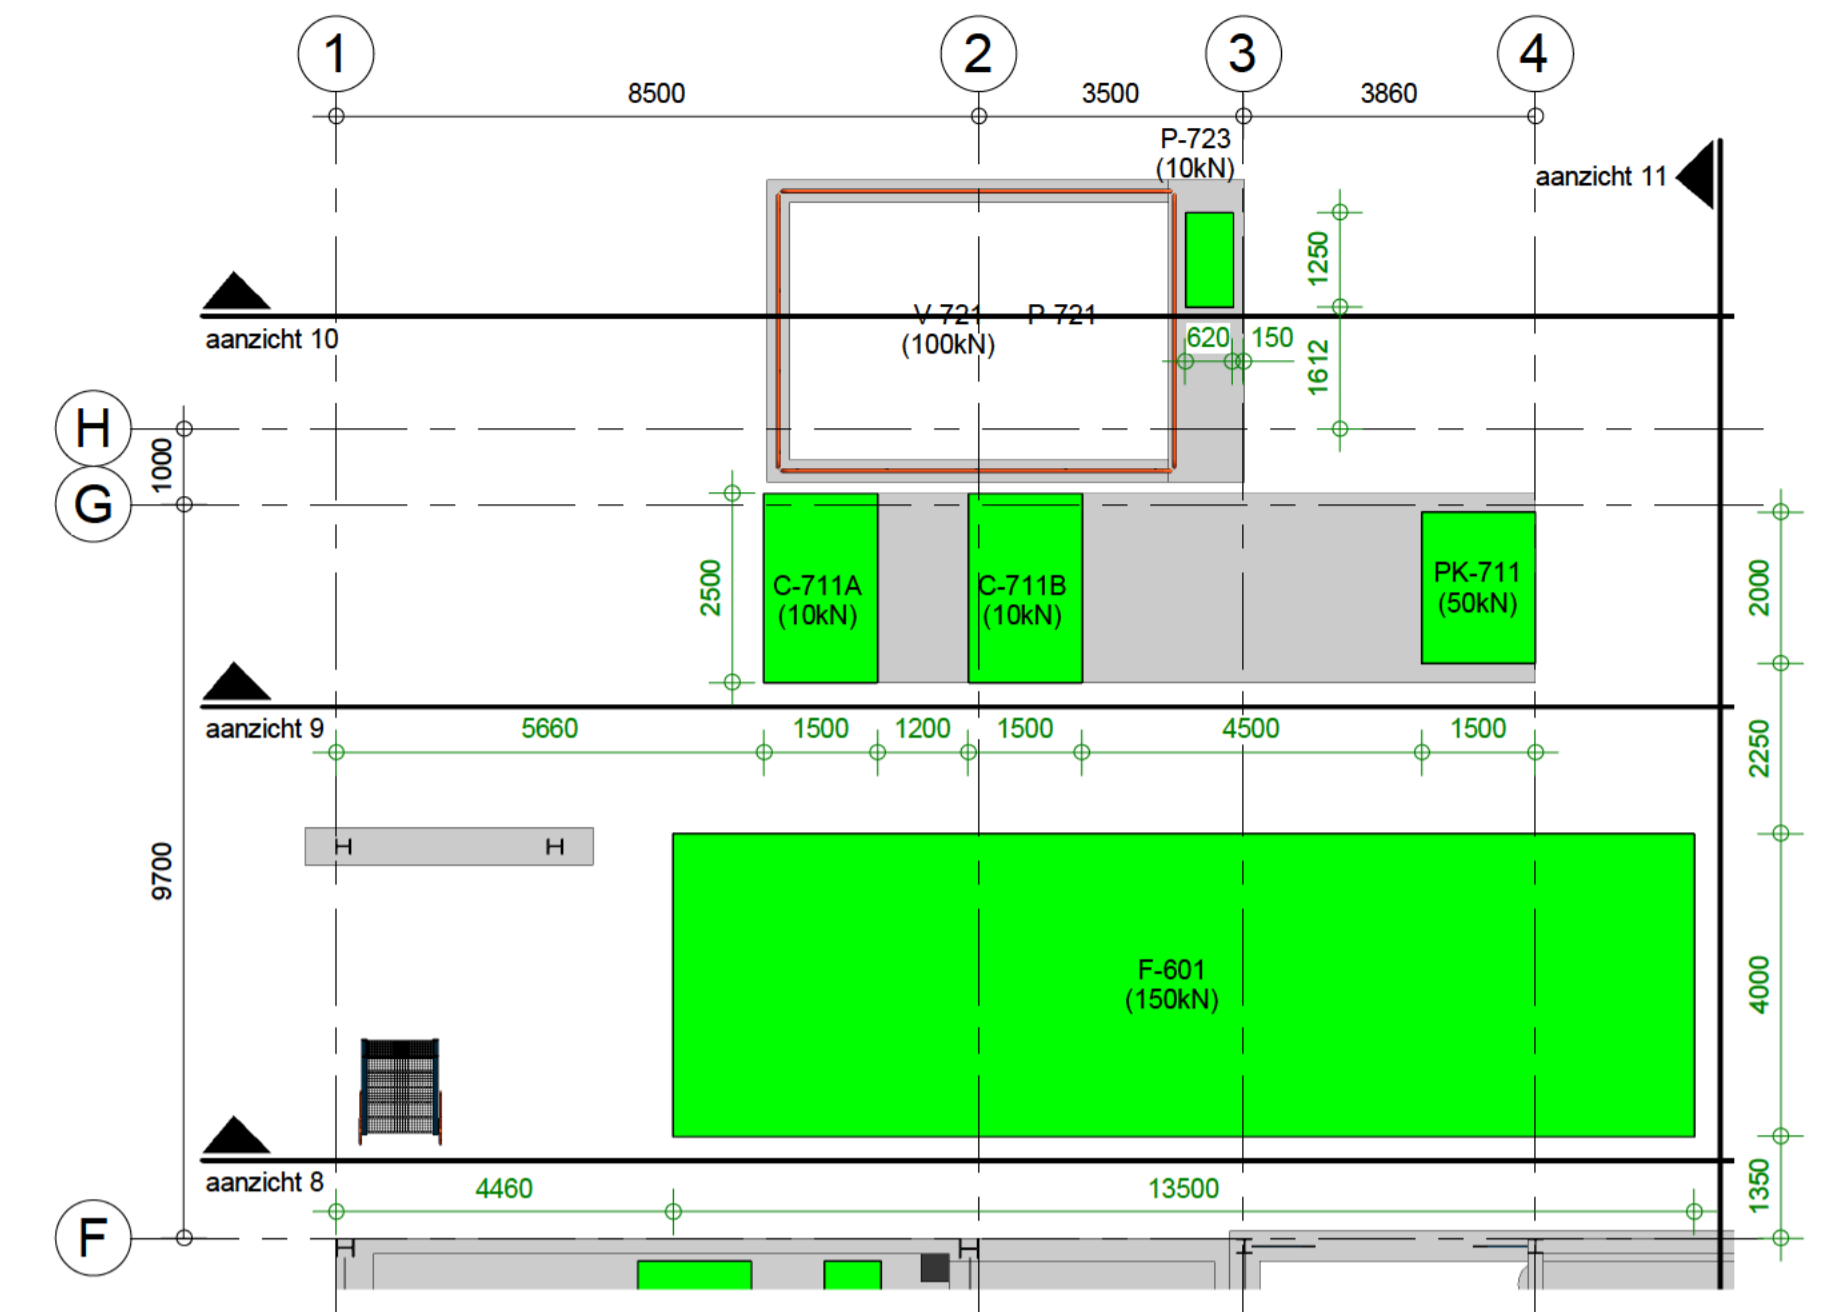 1
2
3
4
8500
3500
3860
P-723
(10kN)
aanzicht 11
1250
V-721
P-721
(100kN)
aanzicht 10
620
150
1612
H
1000
G
2500
C-711A
(10kN)
C-711B
(10kN)
PK-711
(50kN)
2000
aanzicht 9
5660
1500
1200
1500
4500
1500
2250
9700
F-601
(150kN)
4000
aanzicht 8
4460
13500
1350
F